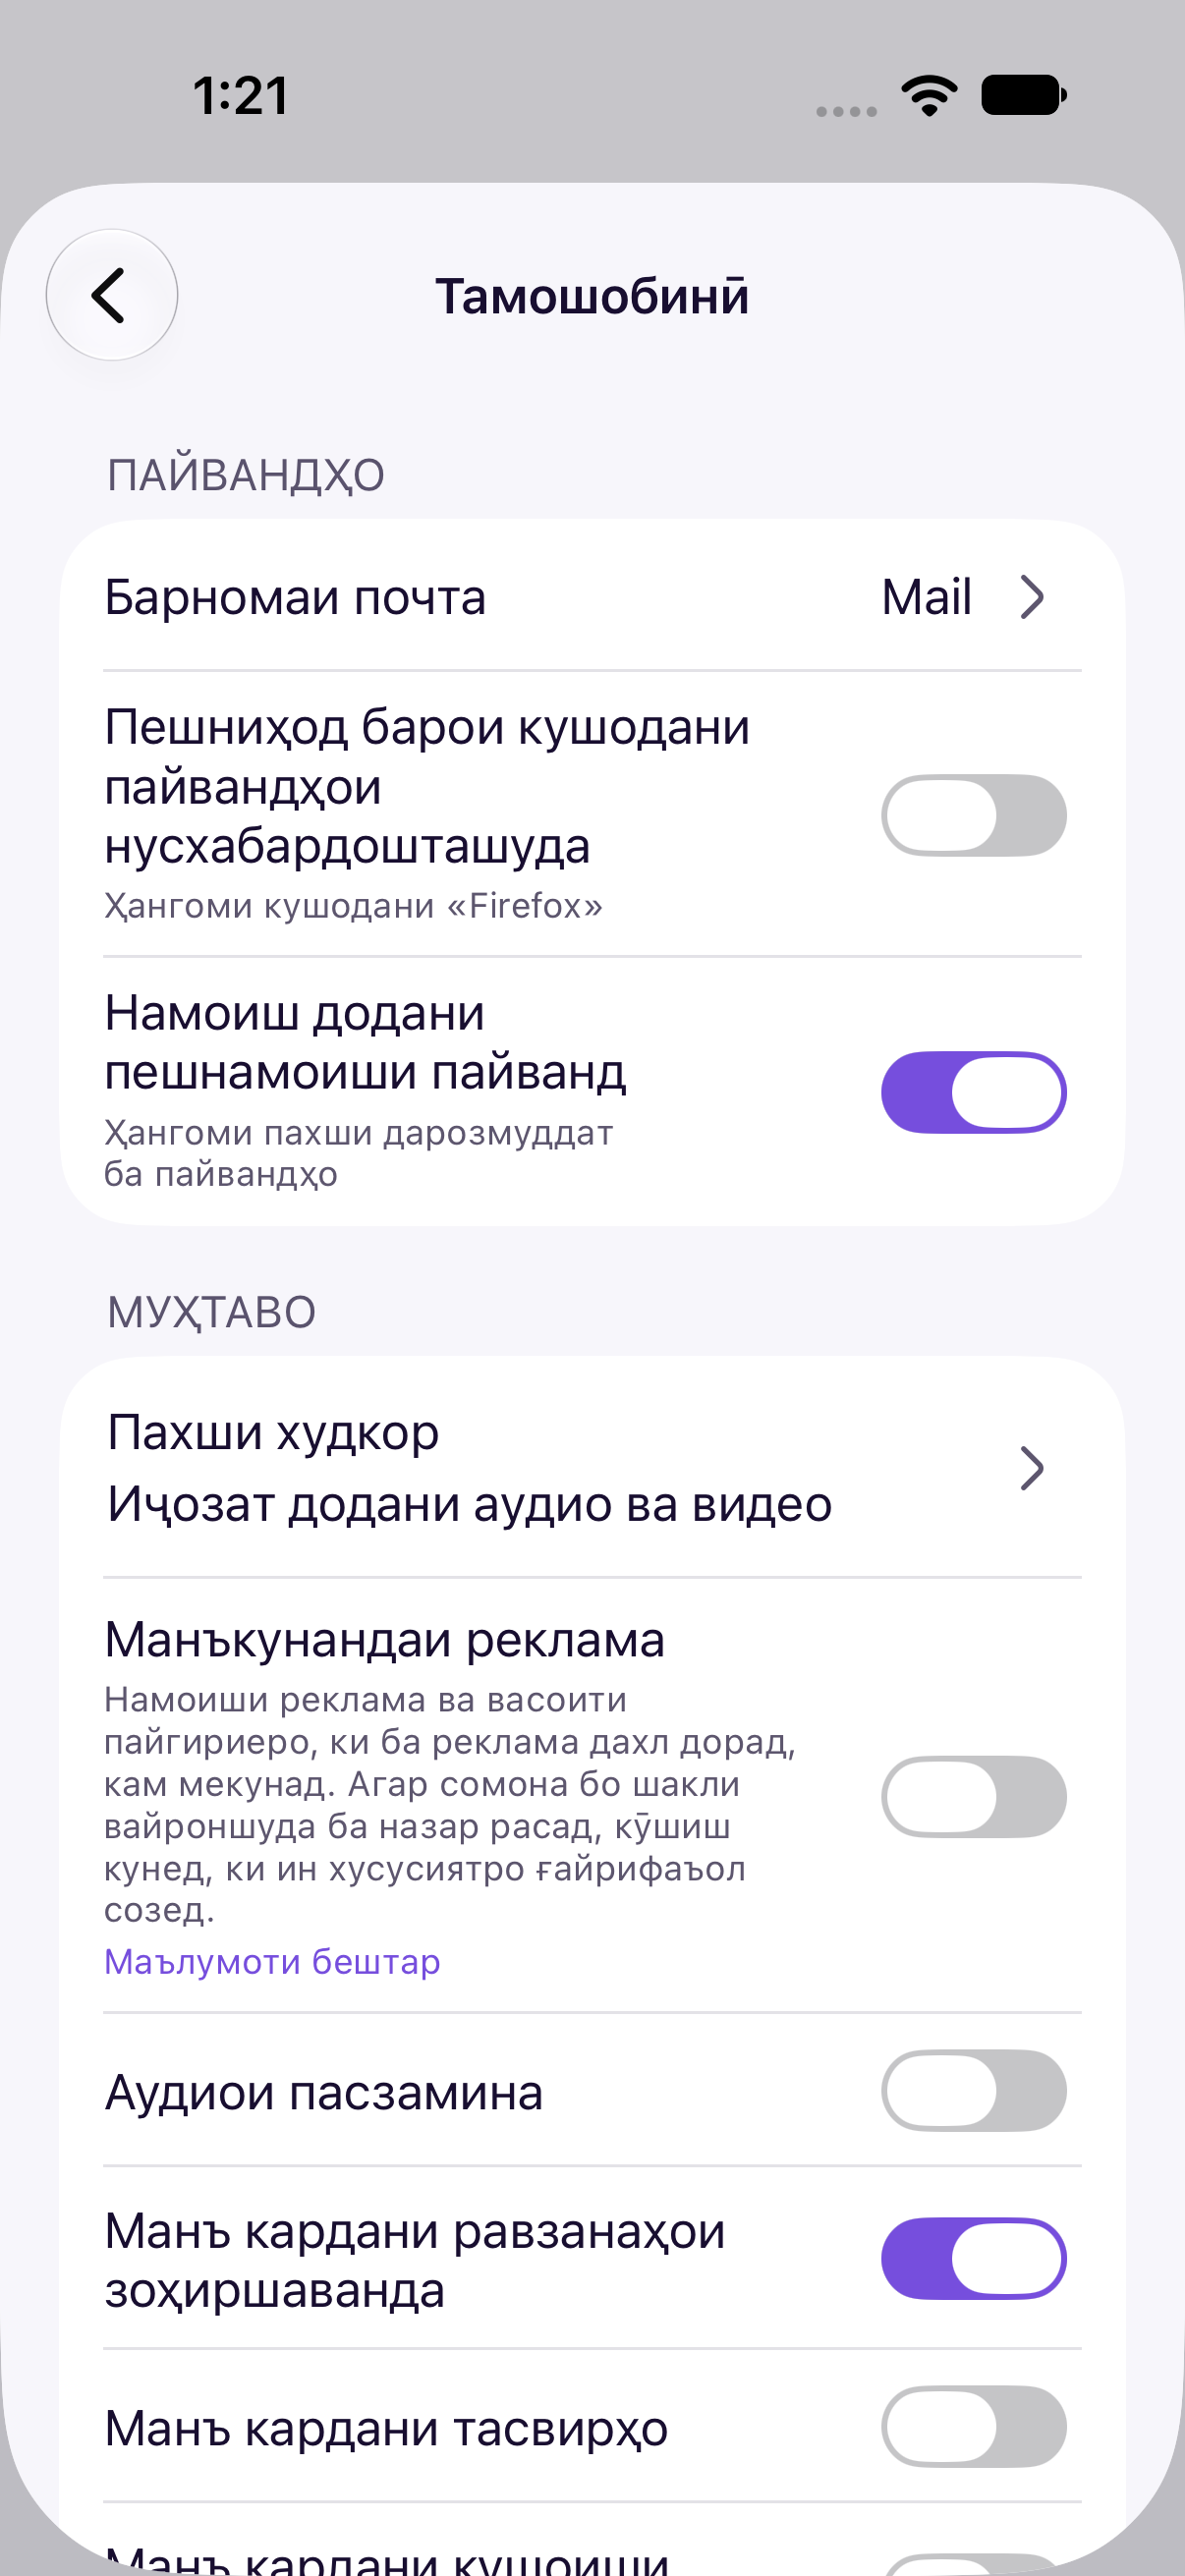 1:21
Тамошобинӣ
ПАЙВАНДҲО
Барномаи почта Mail
Пешниҳод барои кушодани
пайвандҳои
нусхабардошташуда
Ҳангоми кушодани «Firefox»
Намоиш додани
пешнамоиши пайванд
Ҳангоми пахши дарозмуддат
ба пайвандҳо
МУҲТАВО
Пахши худкор
Иҷозат додани аудио ва видео
Манъкунандаи реклама
Намоиши реклама ва васоити
пайгириеро, ки ба реклама дахл дорад,
кам мекунад. Агар сомона бо шакли
вайроншуда ба назар расад, кӯшиш
кунед, ки ин хусусиятро ғайрифаъол
созед.
Маълумоти бештар
Аудиои пасзамина
Манъ кардани равзанаҳои
зоҳиршаванда
Манъ кардани тасвирҳо
Манъ кардани кушоиши